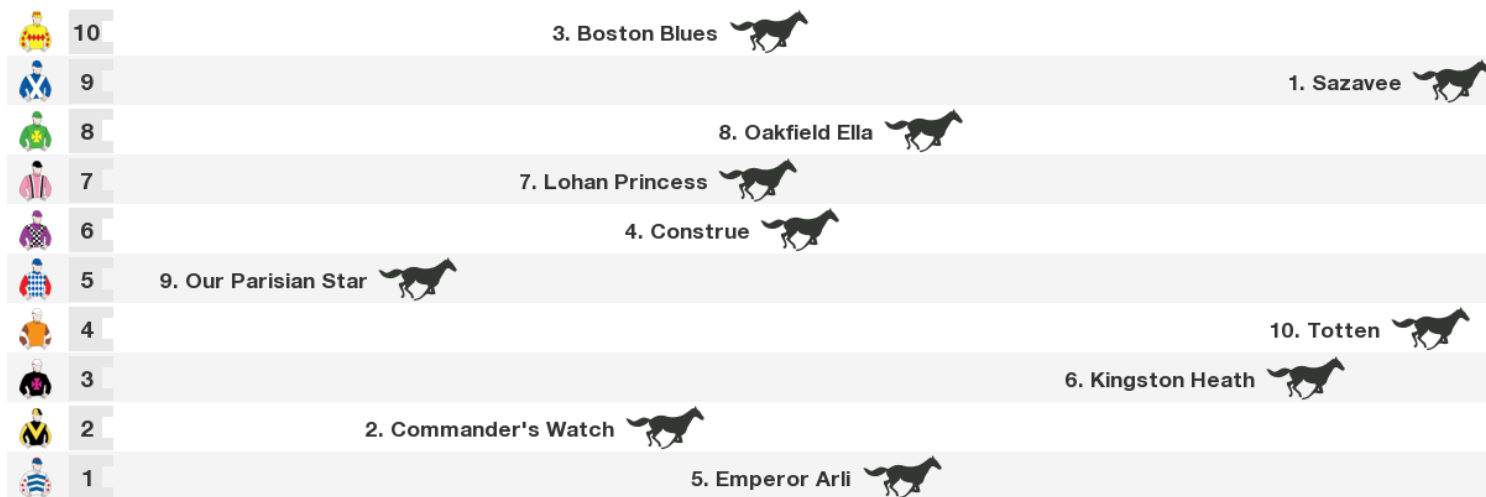 10 3. Boston Blues
9 1. Sazavee
8 8. Oakfield Ella
7 7. Lohan Princess
6 4. Construe
5 9. Our Parisian Star
4 10. Totten
3 6. Kingston Heath
2 2. Commander's Watch
1 5. Emperor Arli